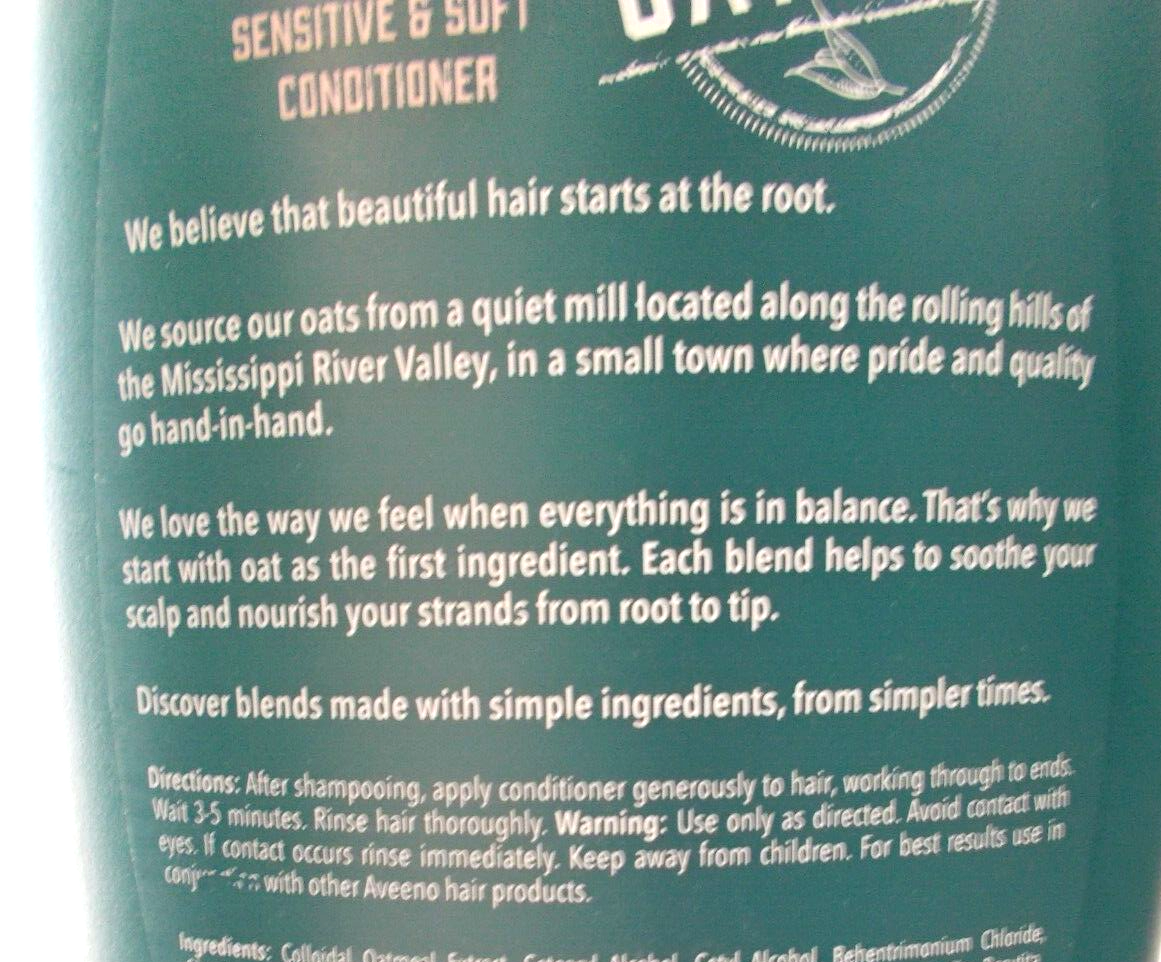 SENSITIVE & SOFT
CONDITIONER
We believe that beautiful hair starts at the root.
We source our oats from a quiet mill located along the rolling hills of
the Mississippi River Valley, in a small town where pride and quality
go hand-in-hand.
We love the way we feel when everything is in balance. That's why we
start with oat as the first ingredient. Each blend helps to soothe your
scalp and nourish your strands from root to tip.
Discover blends made with simple ingredients, from simpler times.
Directions: After shampooing, apply conditioner generously to hair, working through to ends.
Wait 3-5 minutes. Rinse hair thoroughly. Warning: Use only as directed. Avoid contact with
eyes. If contact occurs rinse immediately. Keep away from children. For best results use in
with other Aveeno hair products.
Ingredients: Colloidal Oatmeal Extract, Cetearyl Alcohol, Cetyl Alcohol, Behentrimonium Chloride,